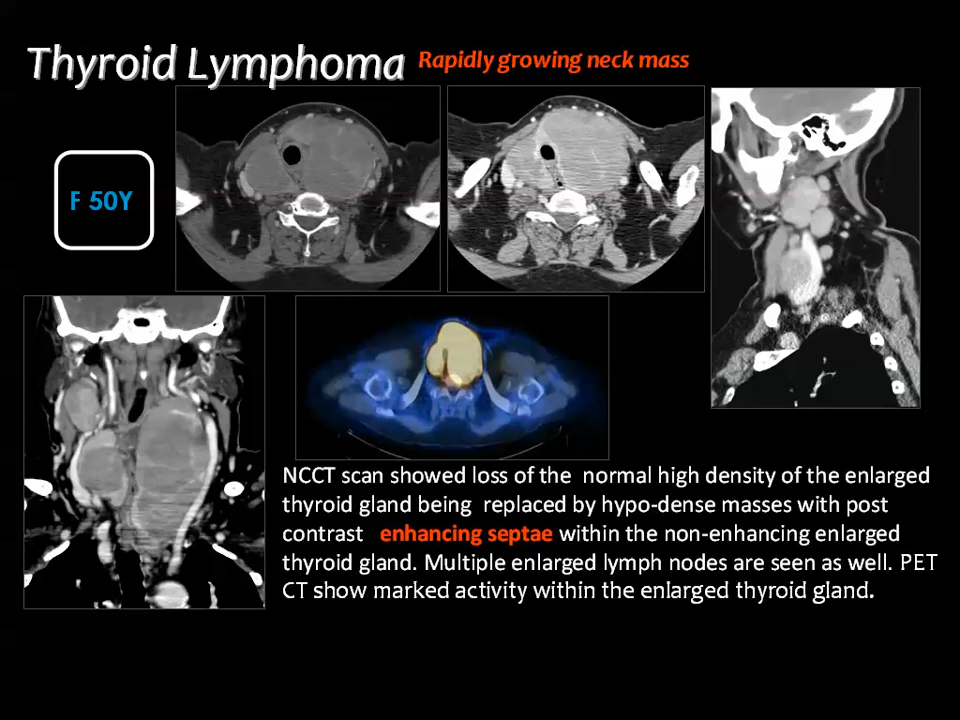 Thyroid Lymphoma Rapidly growing neck mass
F 50Y
NCCT scan showed loss of the normal high density of the enlarged
thyroid gland being replaced by hypo-dense masses with post
contrast enhancing septae within the non-enhancing enlarged
thyroid gland. Multiple enlarged lymph nodes are seen as well. PET
CT show marked activity within the enlarged thyroid gland.